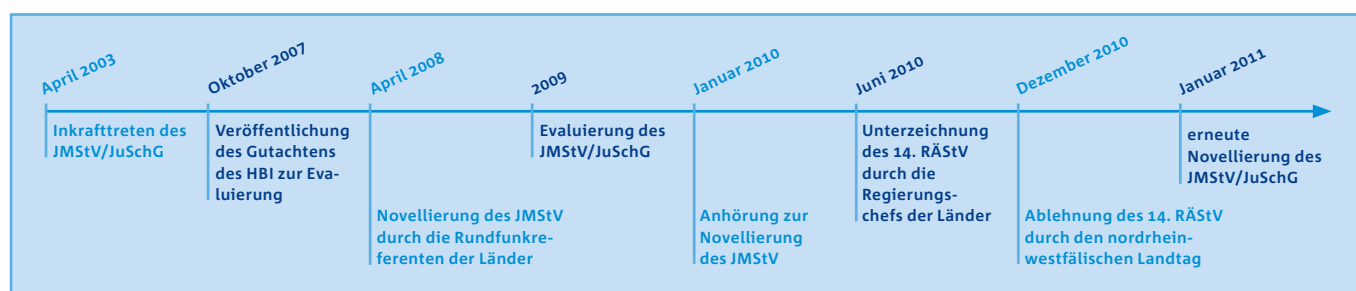 April 2003
Inkrafttreten des
JMStV/JuSchG
Oktober 2007
Veröffentlichung
des Gutachtens
des HBI zur Eva-
luierung
April 2008
Novellierung des JMStV
durch die Rundfunkre-
ferenten der Länder
2009
Evaluierung des
JMStV/JuSchG
Januar 2010
Anhörung zur
Novellierung
des JMStV
Juni 2010
Unterzeichnung
des 14. RÄStV
durch die
Regierungs-
chefs der Länder
Dezember 2010
Ablehnung des 14. RÄStV
durch den nordrhein-
westfälischen Landtag
Januar 2011
erneute
Novellierung des
JMStV/JuSchG